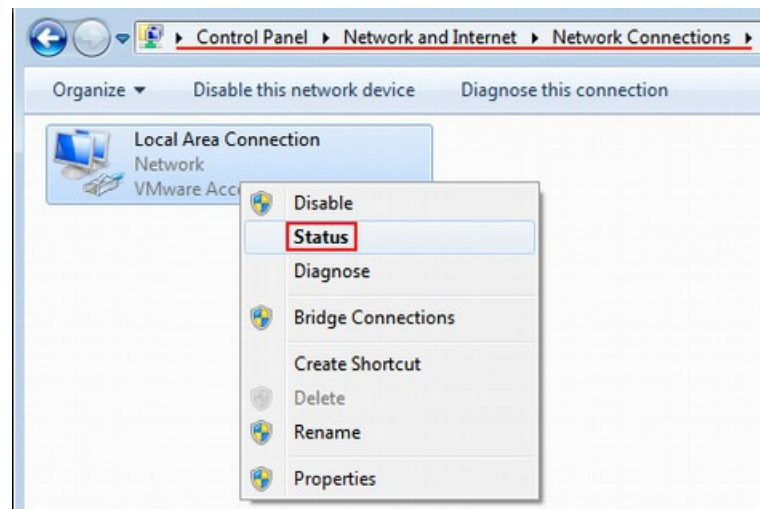 Control Panel ▸ Network and Internet ▸ Network Connections ▸
Organize Disable this network device Diagnose this connection
Local Area Connection
Network
VMware
Disable
Status
Diagnose
Bridge Connections
Create Shortcut
Delete
Rename
Properties